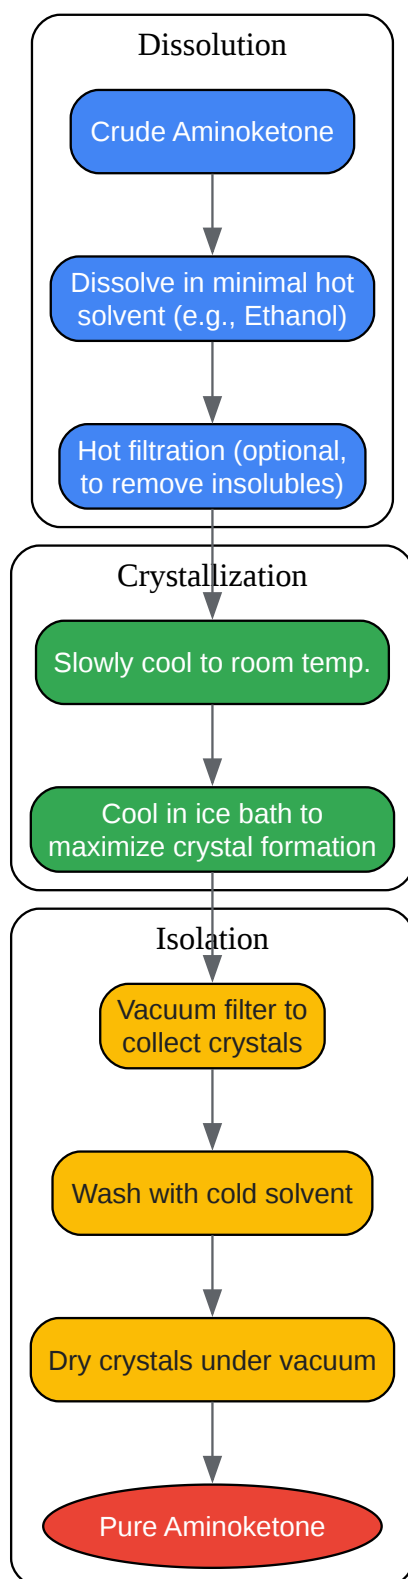 Dissolution
Crude Aminoketone
Dissolve in minimal hot
solvent (e.g., Ethanol)
Hot filtration (optional,
to remove insolubles)
Crystallization
Slowly cool to room temp.
Cool in ice bath to
maximize crystal formation
Isolation
Vacuum filter to
collect crystals
Wash with cold solvent
Dry crystals under vacuum
Pure Aminoketone